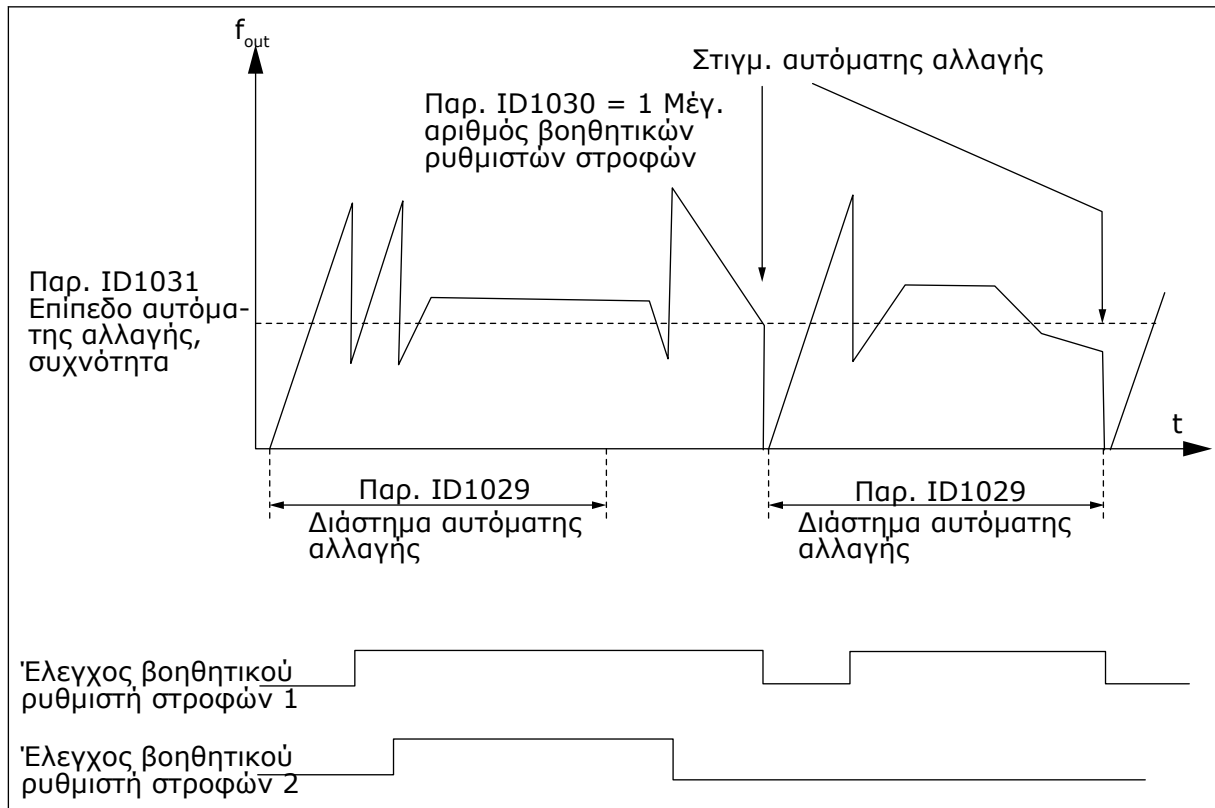 f out
Στιγμ. αυτόματης αλλαγής
Παρ. ID1030 = 1 Μέγ.
αριθμός βοηθητικών
ρυθμιστών στροφών
Παρ. ID1031
Επίπεδο αυτόμα-
της αλλαγής,
συχνότητα
t
Παρ. ID1029
Διάστημα αυτόματης
αλλαγής
Παρ. ID1029
Διάστημα αυτόματης
αλλαγής
Έλεγχος βοηθητικού
ρυθμιστή στροφών 1
Έλεγχος βοηθητικού
ρυθμιστή στροφών 2